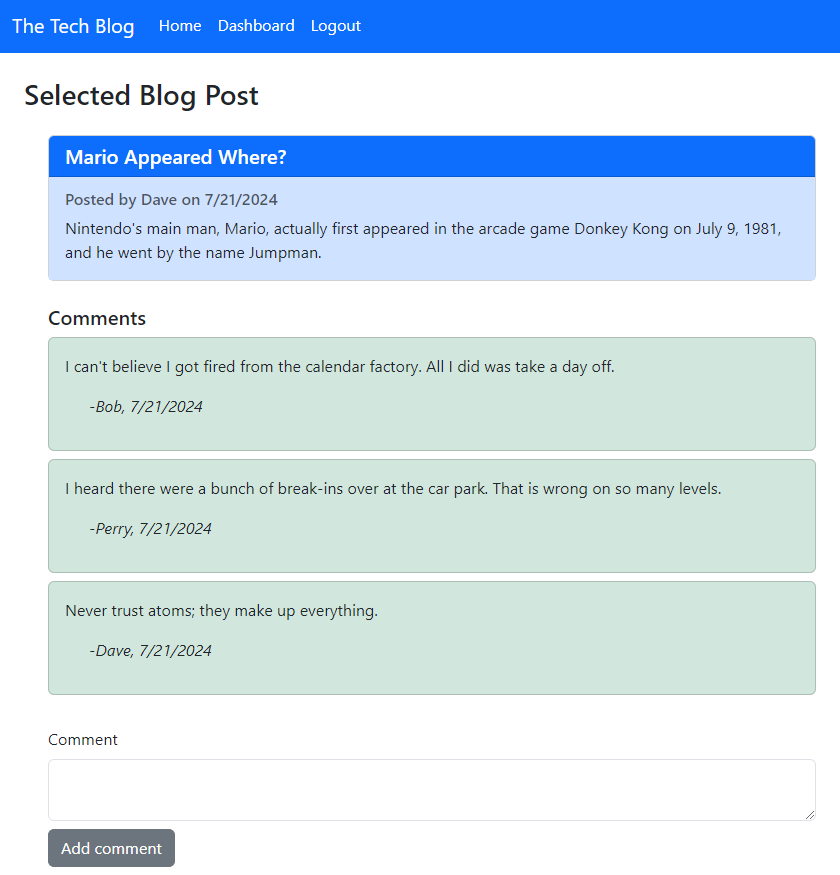 The Tech Blog Home Dashboard Logout
Selected Blog Post
Mario Appeared Where?
Posted by Dave on 7/21/2024
Nintendo's main man, Mario, actually first appeared in the arcade game Donkey Kong on July 9, 1981,
and he went by the name Jumpman.
Comments
I can't believe I got fired from the calendar factory. All I did was take a day off.
-Bob, 7/21/2024
I heard there were a bunch of break-ins over at the car park. That is wrong on so many levels.
-Perry, 7/21/2024
Never trust atoms; they make up everything.
-Dave, 7/21/2024
Comment
Add comment